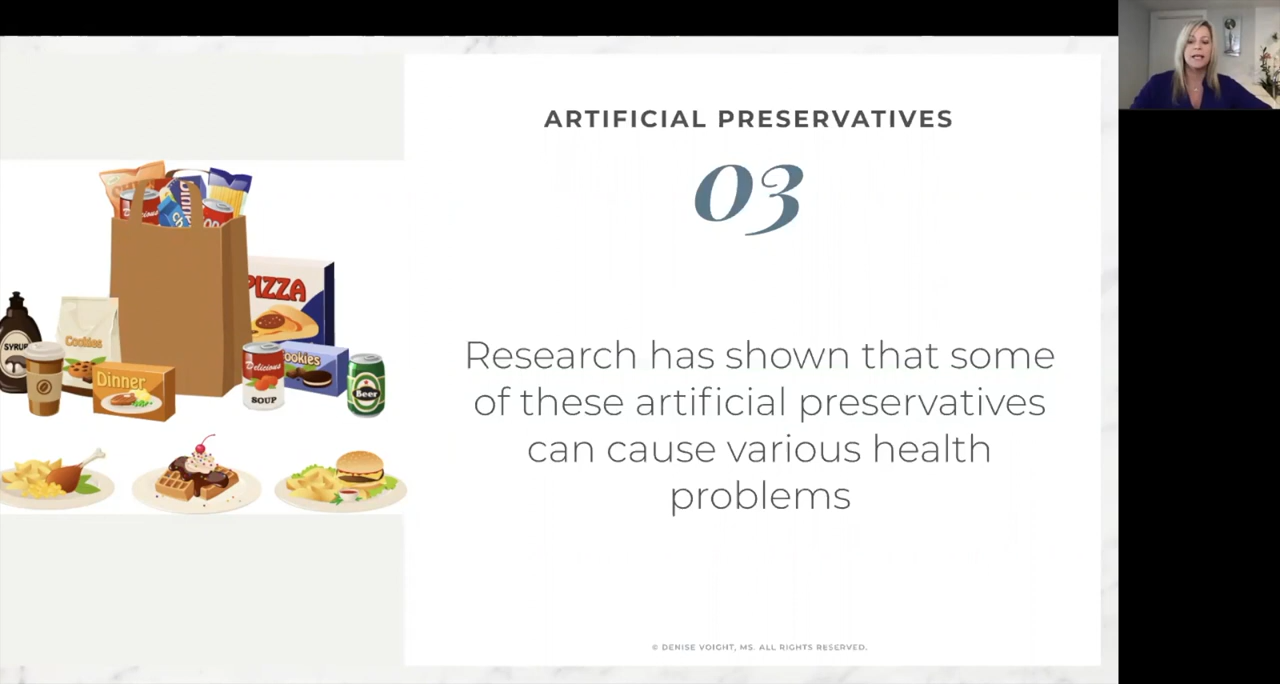 ARTIFICIAL PRESERVATIVES
03
Research has shown that some
of these artificial preservatives
can cause various health
problems
© DENISE VOIGHT, MS. ALL RIGHTS RESERVED.
PIZZA
SYRUP
Cookies
Dinner
Delicious
SOUP
ookies
Beer